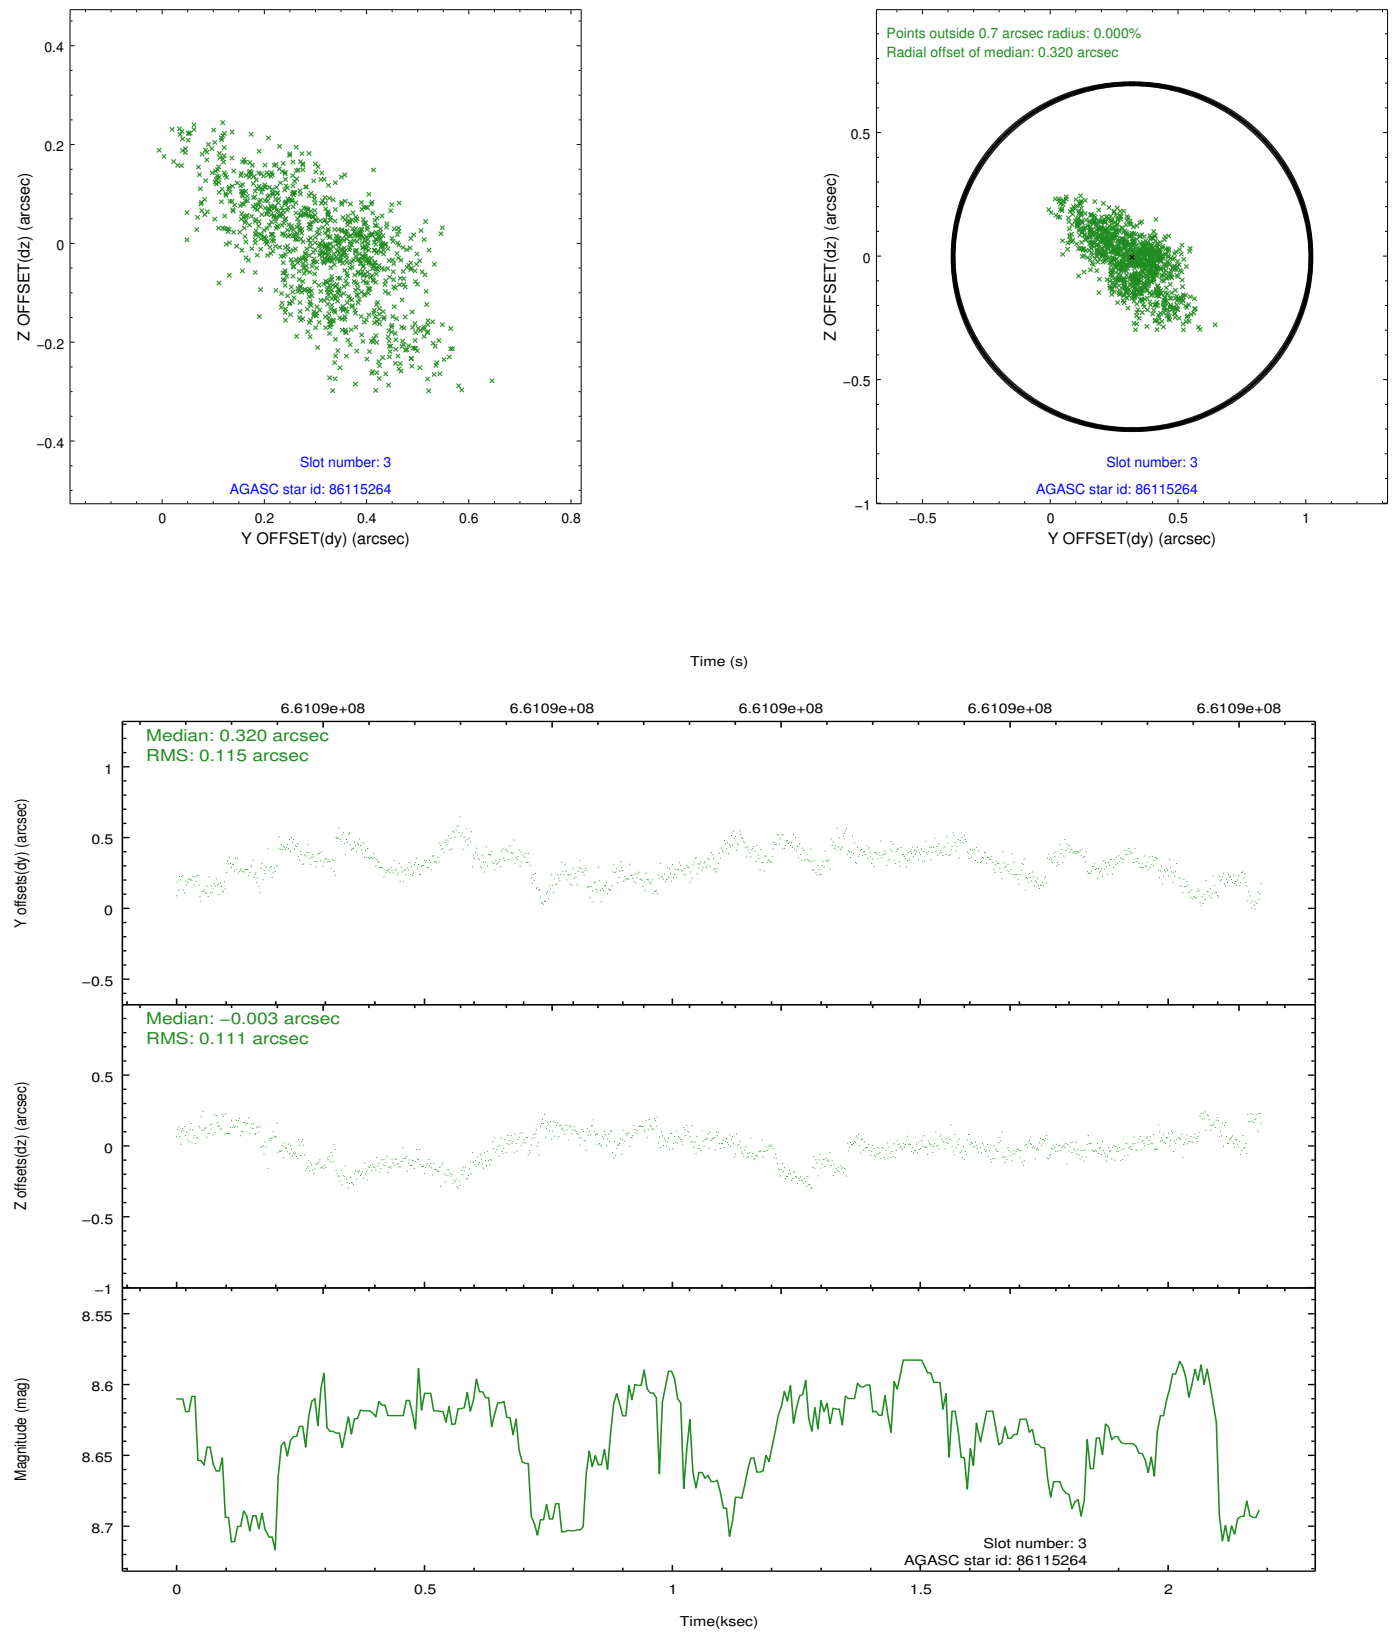 0.4
0.2
0
−0.2
−0.4
Z OFFSET(dz) (arcsec)
Slot number: 3
AGASC star id: 86115264
0 0.2 0.4 0.6 0.8
Y OFFSET(dy) (arcsec)
Points outside 0.7 arcsec radius: 0.000%
Radial offset of median: 0.320 arcsec
0.5
0
−0.5
−1
Z OFFSET(dz) (arcsec)
Slot number: 3
AGASC star id: 86115264
−0.5 0 0.5 1
Y OFFSET(dy) (arcsec)
Time (s)
6.6109e+08 6.6109e+08 6.6109e+08 6.6109e+08 6.6109e+08
Median: 0.320 arcsec
RMS: 0.115 arcsec
1
0.5
0
−0.5
Y offsets(dy) (arcsec)
Median: −0.003 arcsec
RMS: 0.111 arcsec
0.5
0
−0.5
−1
Z offsets(dz) (arcsec)
8.55
8.6
8.65
8.7
Magnitude (mag)
Slot number: 3
AGASC star id: 86115264
0 0.5 1 1.5 2
Time(ksec)